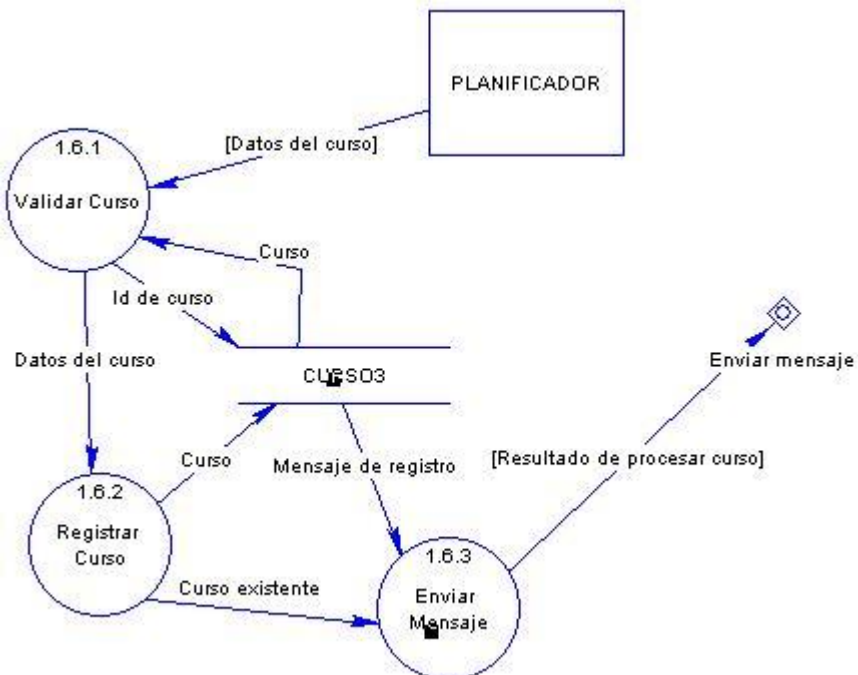 PLANIFICADOR
[Datos del curso]
1.6.1
Validar Curso
Curso
Id de curso
Datos del curso
CURSO3
Enviar mensaje
Curso
Mensaje de registro
[Resultado de procesar curso]
1.6.2
Registrar
Curso
Curso existente
1.6.3
Enviar
Mensaje